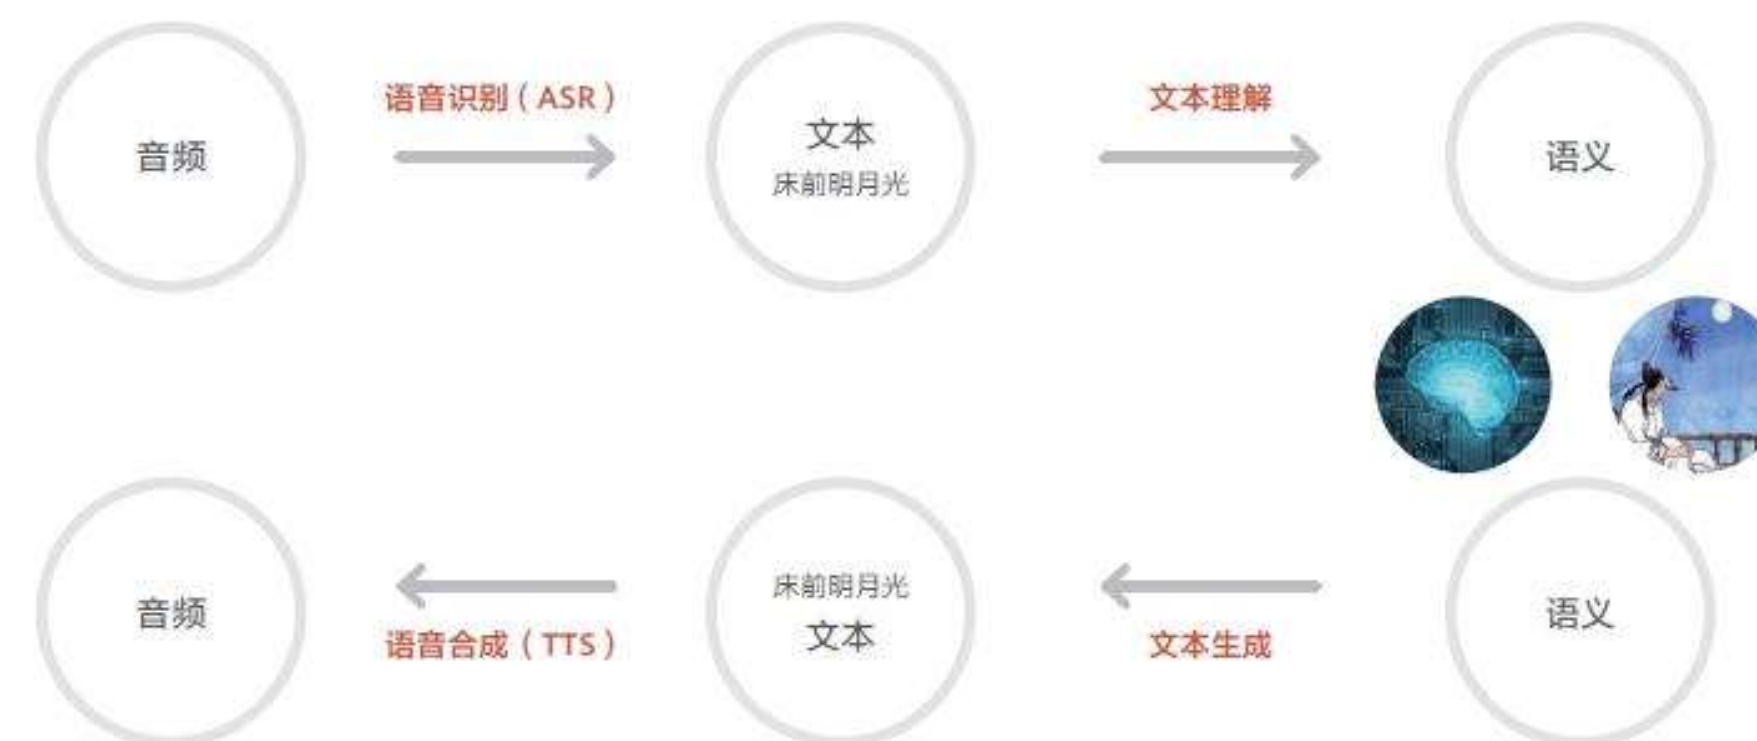 语音识别（ASR）
文本理解
音频
文本
床前明月光
语义
音频
床前明月光
文本
语义
语音合成（TTS）
文本生成